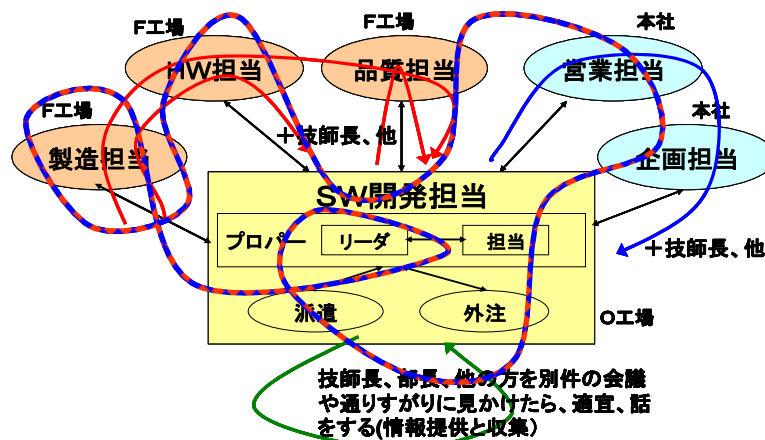 F工場
本社
F工場
HW担当
品質担当
営業担当
F工場
本社
製造担当
＋技師長、他
企画担当
SW開発担当
プロパー
リーダ
担当
＋技師長、他
派遣
外注
O工場
技師長、部長、他の方を別件の会議
や通りすがりに見かけたら、適宜、話
をする(情報提供と収集）